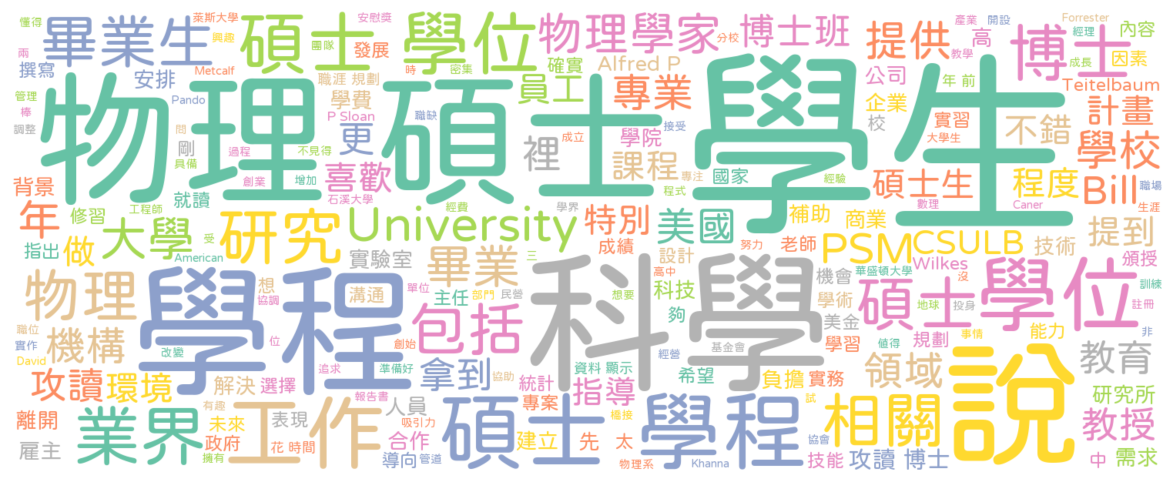 懂得 萊斯大學 畢業生 興趣 碩士 學位 團隊 安慰獎 物理學家 分校 博士班 提供 產業 開設 Forrester 經理 內容
兩 撰寫 安排 Metcalf 職涯 規劃 發展 時 密集 確實 Alfred P 教學 高 博士 成長 因素
管理 棒 Pando 學費 P Sloan 職缺 員工 專業 公司 年 前 Teitelbaum
調整 剛 問 具備 過程 不見得 更 成立 接受 學院 裡 課程 企業 大學生 校 實習 不錯 計畫 學校
物理 碩士 學生
背景 就讀 創業 增加 石溪大學 喜歡 國家 專注 程式 經驗 數理 碩士生 程度 Bill 職場 生涯
年 修習 工程師 受 經費 University 學界 特別 美國 努力 補助 商業 Caner 提到
指出 做 大學 American 研究 三 成績 老師 PSM CSULB 技術
物理 想 協調 實驗室 溝通 單位 主任 部門 民營 畢業 想要 設計 高中 科技 夠 機會 學術 美金 華盛頓大學 Wilkes 沒 地球 投身 頒授 訓練 註冊 非
學程 科學 碩士 學位
職位 實作 機構 David 改變 位 追求 創始 準備好 包括 經營 基金會 學習 規劃 事情 值得 能力 教育
攻讀 環境 解決 選擇 報告書 拿到 協助 統計 專案 資料 顯示 指導 希望 負擔 實務 試 領域 說 研究所
離開 雇主 業界 有趣 未來 政府 擁有 花 時間 工作 表現 人員 合作 導向 管道 吸引力 碩士 建立 先 物理系 編接 太 學程 協會 Khanna 相關 技能 攻讀 博士 教授 中 需求